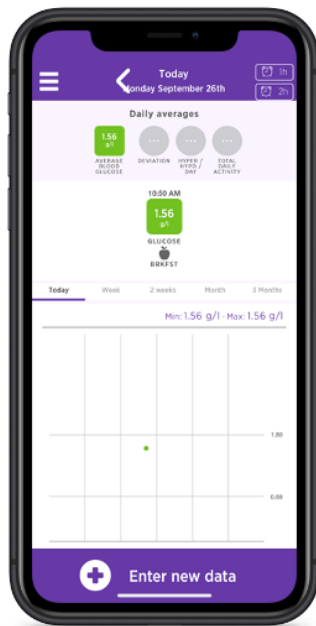 Today
Monday September 26th
1h
2h
Daily averages
1.56
g/l
AVERAGE
BLOOD
GLUCOSE
...
DEVIATION
...
HYPER /
HYPO /
DAY
...
TOTAL
DAILY
ACTIVITY
10:50 AM
1.56
g/l
GLUCOSE
BRKFST
Today Week 2 weeks Month 3 Months
Min: 1.56 g/l - Max: 1.56 g/l
1.80
Enter new data